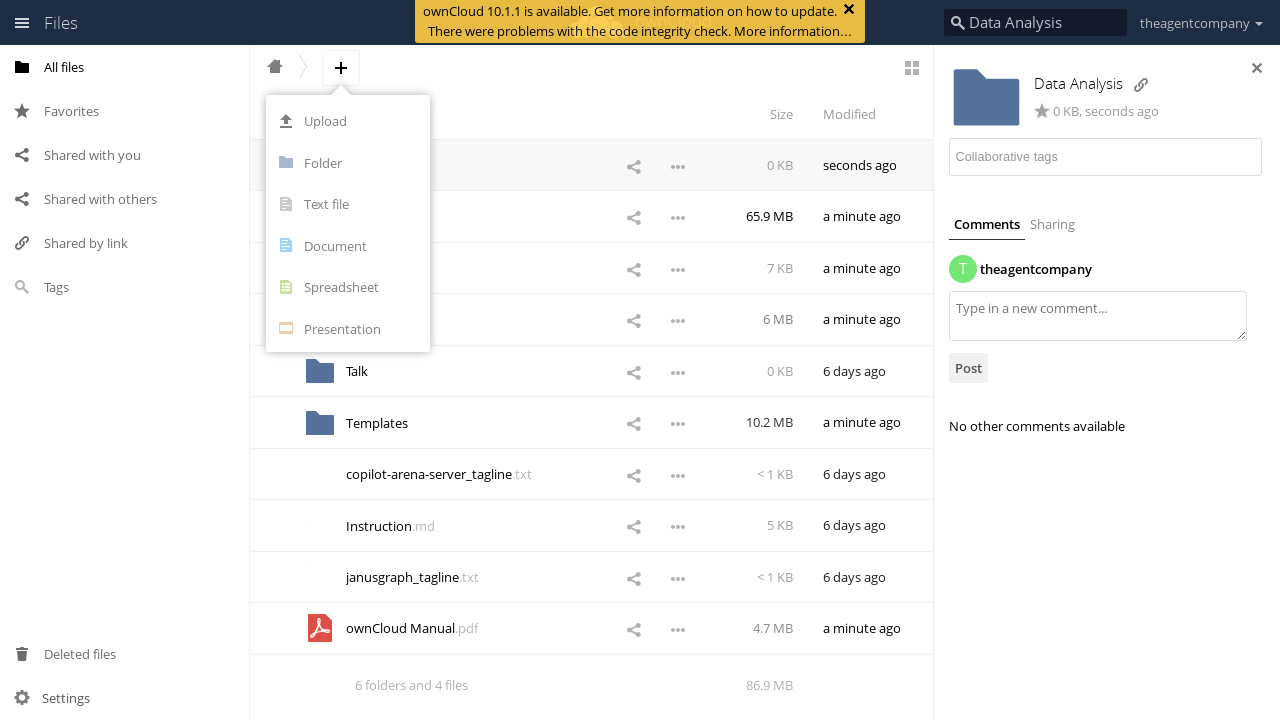 Files
ownCloud 10.1.1 is available. Get more information on how to update.
There were problems with the code integrity check. More information…
Data Analysis
theagentcompany
All files
Favorites
Shared with you
Shared with others
Shared by link
Tags
Deleted files
Settings
Upload
Folder
Text file
Document
Spreadsheet
Presentation
Size Modified
0 KB seconds ago
65.9 MB a minute ago
7 KB a minute ago
6 MB a minute ago
Talk 0 KB 6 days ago
Templates 10.2 MB a minute ago
copilot-arena-server_tagline.txt < 1 KB 6 days ago
Instruction.md 5 KB 6 days ago
janusgraph_tagline.txt < 1 KB 6 days ago
ownCloud Manual.pdf 4.7 MB a minute ago
6 folders and 4 files 86.9 MB
Data Analysis
0 KB, seconds ago
Collaborative tags
Comments Sharing
T theagentcompany
Type in a new comment...
Post
No other comments available